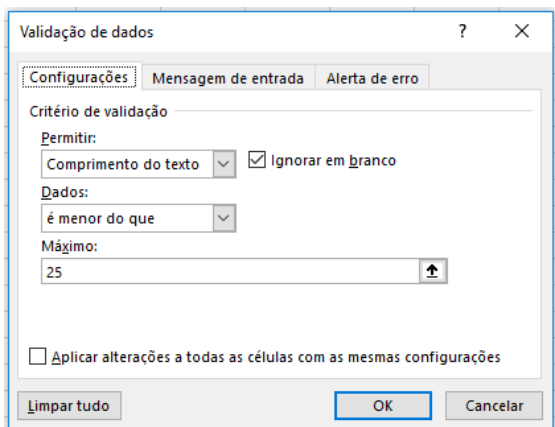 Validação de dados ? ×
Configurações Mensagem de entrada Alerta de erro
Critério de validação
Permitir:
Comprimento do texto Ignorar em branco
Dados:
é menor do que
Máximo:
25
Aplicar alterações a todas as células com as mesmas configurações
Limpar tudo OK Cancelar